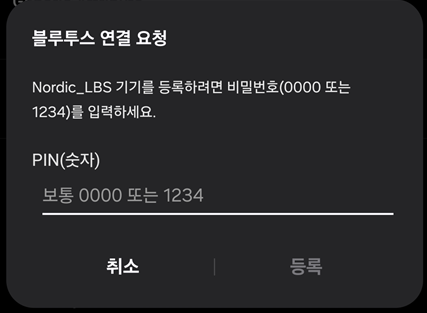 블루투스 연결 요청
Nordic_LBS 기기를 등록하려면 비밀번호(0000 또는
1234)를 입력하세요.
PIN(숫자)
보통 0000 또는 1234
취소 | 등록